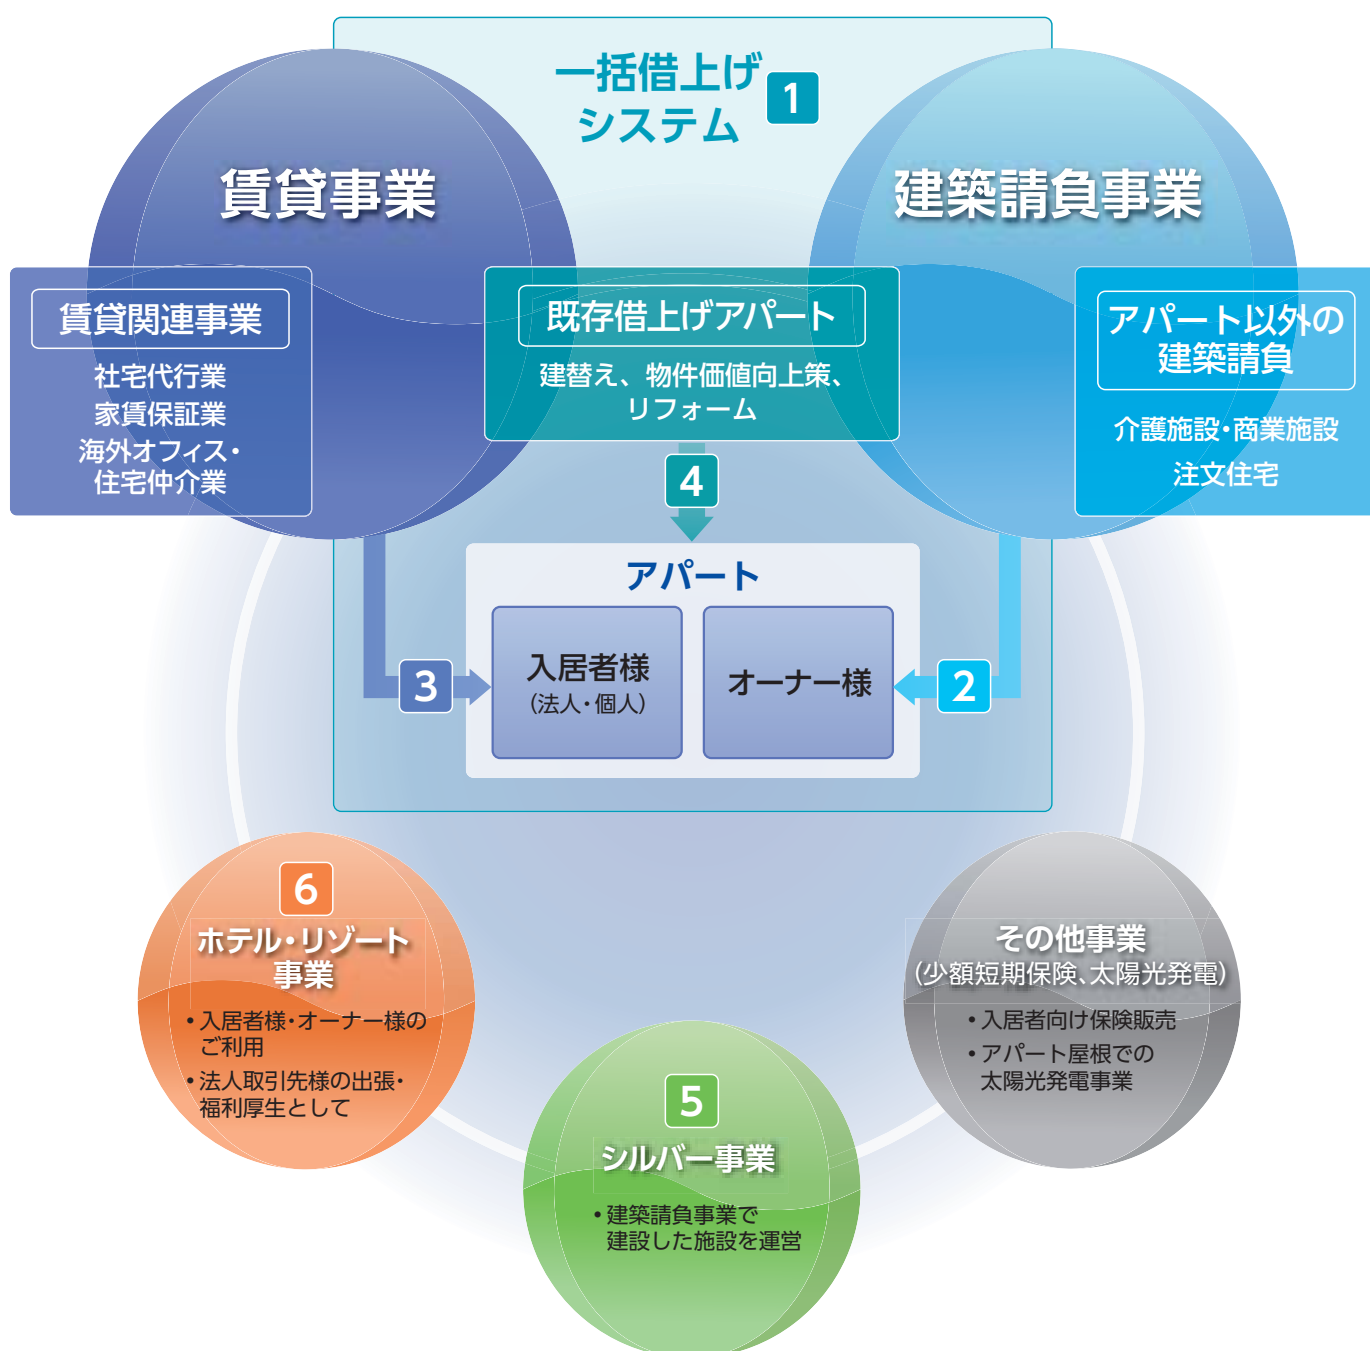 一括借上げ
システム
1
賃貸事業
建築請負事業
賃貸関連事業
社宅代行業
家賃保証業
海外オフィス・
住宅仲介業
既存借上げアパート
建替え、物件価値向上策、
リフォーム
アパート以外の
建築請負
介護施設・商業施設
注文住宅
4
アパート
入居者様
（法人・個人）
オーナー様
3
2
6
ホテル・リゾート
事業
・入居者様・オーナー様の
ご利用
・法人取引先様の出張・
福利厚生として
5
シルバー事業
・建築請負事業で
建設した施設を運営
その他事業
（少額短期保険、太陽光発電）
・入居者向け保険販売
・アパート屋根での
太陽光発電事業